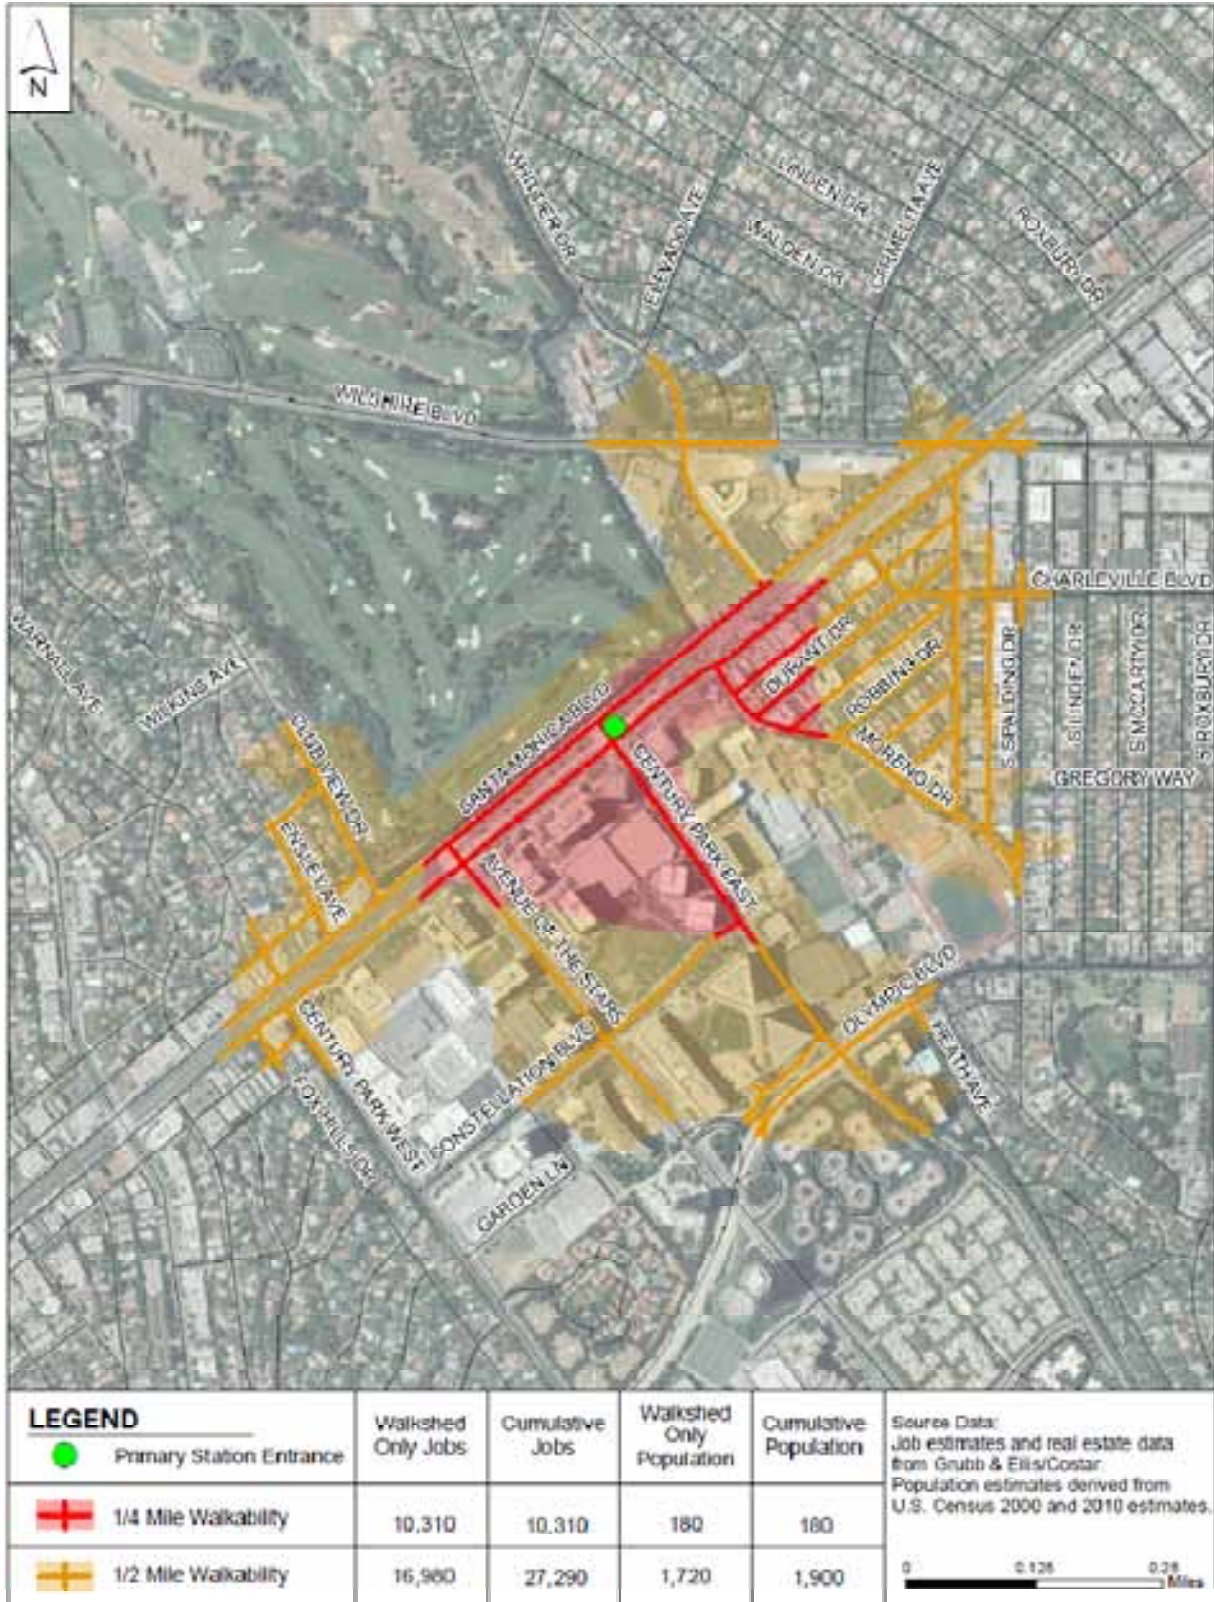 N
WHITTIER DR
ELEVADO AVE
LINDEN DR
WALDEN DR
CARMELITA AVE
ROXBURY DR
WILSHIRE BLVD
CHARLEVILLE BLVD
WARNALL AVE
WILKINS AVE
CLUB VIEW DR
ENSLEY AVE
SANTA MONICA BLVD
DURANT DR
ROBBINS DR
MORENO DR
S SPALDING DR
S LINDEN DR
S MCCARTY DR
S ROXBURY DR
GREGORY WAY
CENTURY PARK EAST
AVENUE OF THE STARS
OLYMPIC BLVD
HEATH AVE
CENTURY PARK WEST
CONSTELLATION BLVD
FOX HILLS DR
GARDEN LN
LEGEND
Primary Station Entrance
Walkshed
Only Jobs
Cumulative
Jobs
Walkshed
Only
Population
Cumulative
Population
1/4 Mile Walkability
10,310
10,310
180
180
1/2 Mile Walkability
16,980
27,290
1,720
1,900
Source Data:
Job estimates and real estate data
from Grubb & Ellis/Costar
Population estimates derived from
U.S. Census 2000 and 2010 estimates.
0 0.125 0.25
Miles